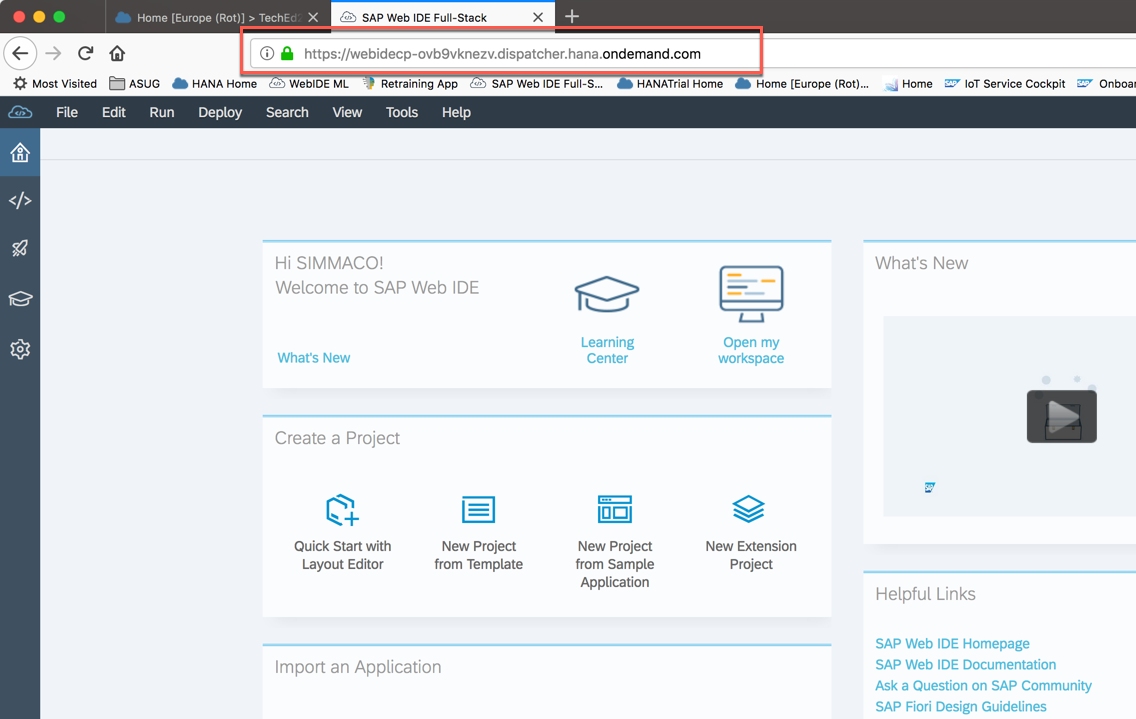 Home [Europe (Rot)] > TechEd
SAP Web IDE Full-Stack
https://webidecp-ovb9vknezv.dispatcher.hana.ondemand.com
Most Visited ASUG HANA Home WebIDE ML Retraining App SAP Web IDE Full-S... HANATrial Home Home [Europe (Rot)... Home IoT Service Cockpit Onboar
File Edit Run Deploy Search View Tools Help
Hi SIMMACO!
Welcome to SAP Web IDE
What's New
Learning
Center
Open my
workspace
Create a Project
Quick Start with
Layout Editor
New Project
from Template
New Project
from Sample
Application
New Extension
Project
Import an Application
What's New
SAP
Helpful Links
SAP Web IDE Homepage
SAP Web IDE Documentation
Ask a Question on SAP Community
SAP Fiori Design Guidelines